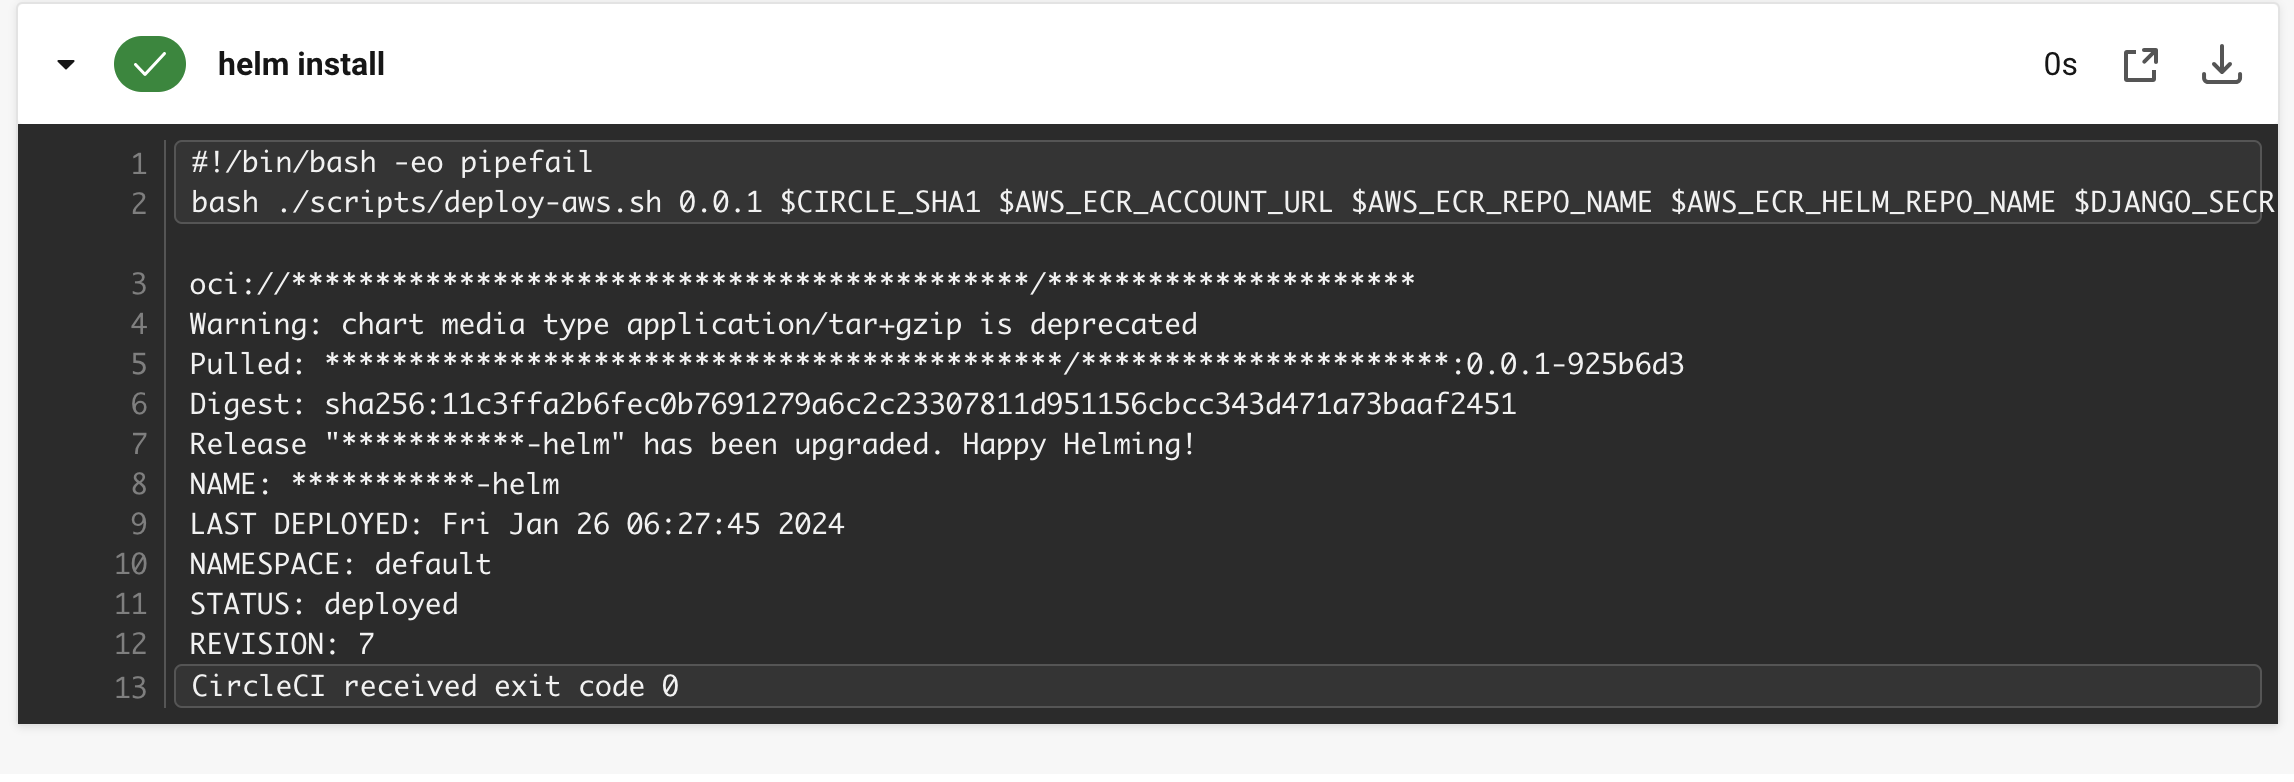 helm install
0s
1 #!/bin/bash -eo pipefail
2 bash ./scripts/deploy-aws.sh 0.0.1 $CIRCLE_SHA1 $AWS_ECR_ACCOUNT_URL $AWS_ECR_REPO_NAME $AWS_ECR_HELM_REPO_NAME $DJANGO_SECR
3 oci://********************************************/**********************
4 Warning: chart media type application/tar+gzip is deprecated
5 Pulled: ********************************************/**********************:0.0.1-925b6d3
6 Digest: sha256:11c3ffa2b6fec0b7691279a6c2c23307811d951156cbcc343d471a73baaf2451
7 Release "***********-helm" has been upgraded. Happy Helming!
8 NAME: ***********-helm
9 LAST DEPLOYED: Fri Jan 26 06:27:45 2024
10 NAMESPACE: default
11 STATUS: deployed
12 REVISION: 7
13 CircleCI received exit code 0